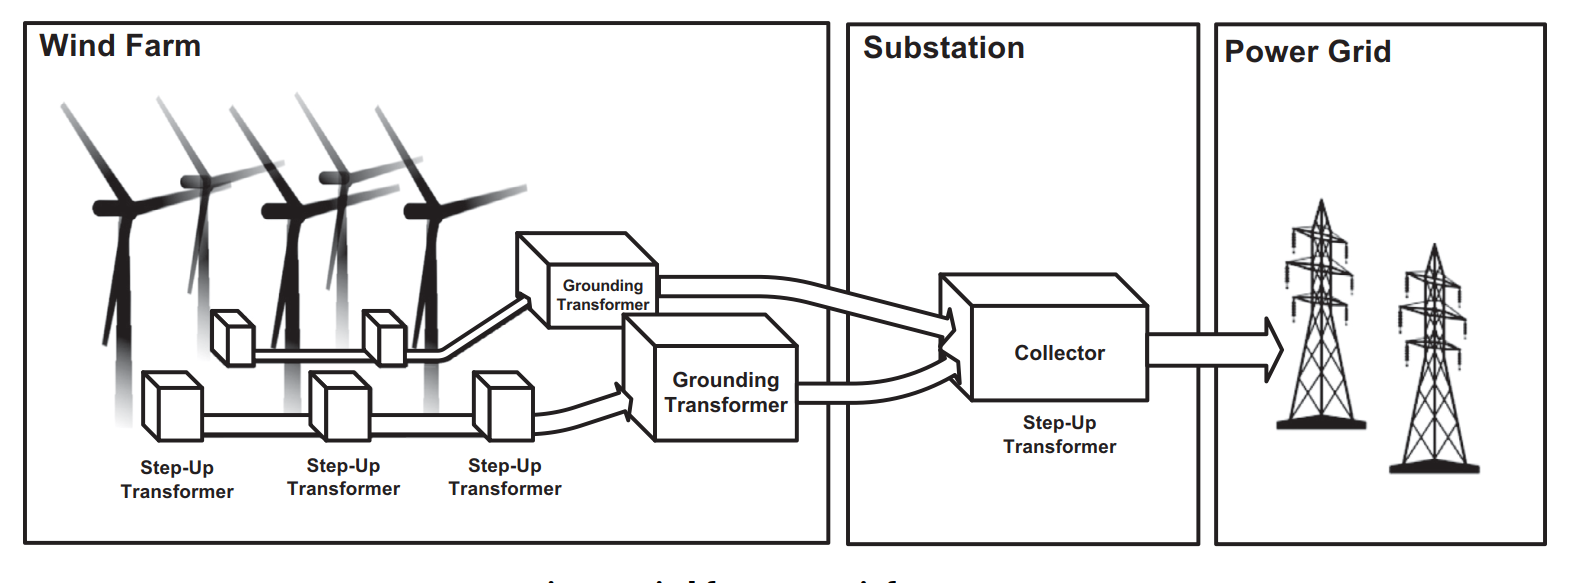 Wind Farm
Substation
Power Grid
Grounding
Transformer
Grounding
Transformer
Collector
Step-Up
Transformer
Step-Up
Transformer
Step-Up
Transformer
Step-Up
Transformer